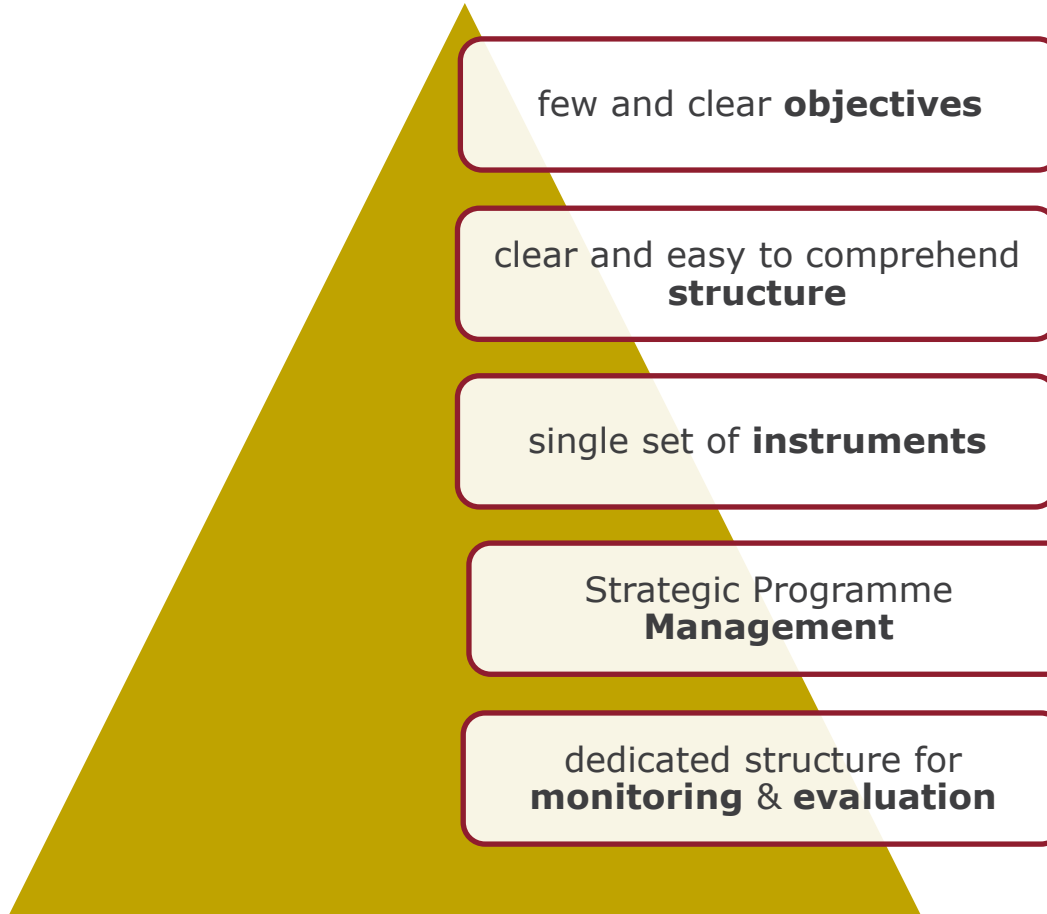 few and clear objectives
clear and easy to comprehend
structure
single set of instruments
Strategic Programme
Management
dedicated structure for
monitoring & evaluation